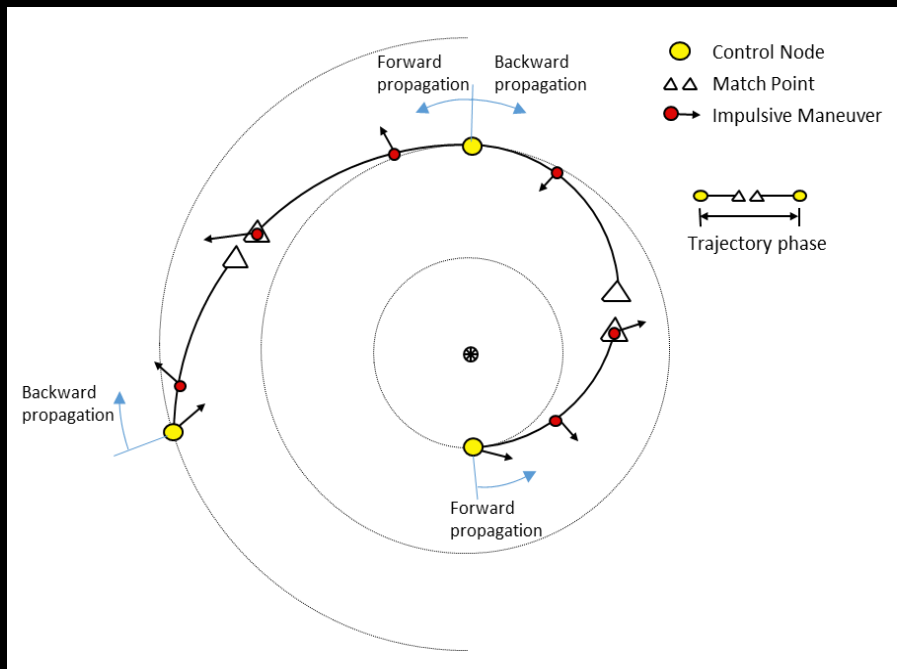 Forward
propagation
Backward
propagation
Control Node
Match Point
Impulsive Maneuver
Trajectory phase
Backward
propagation
Forward
propagation